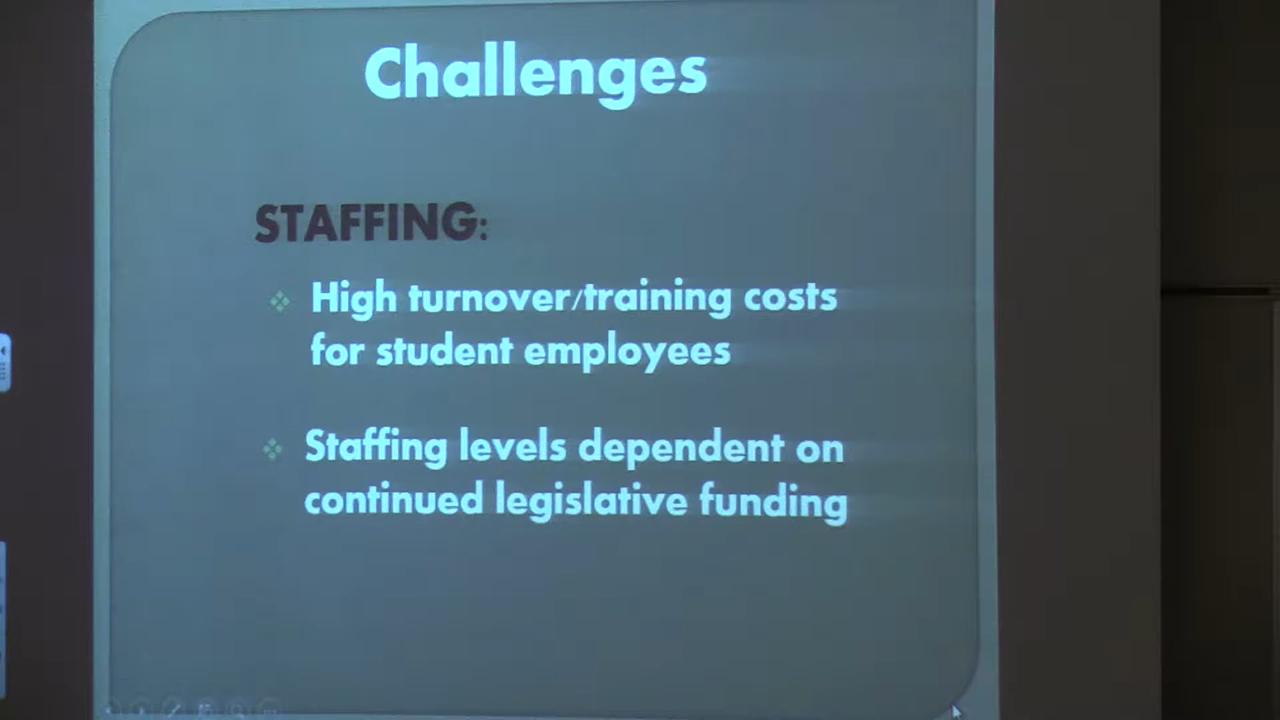 Challenges
STAFFING:
High turnover/training costs
for student employees
Staffing levels dependent on
continued legislative funding